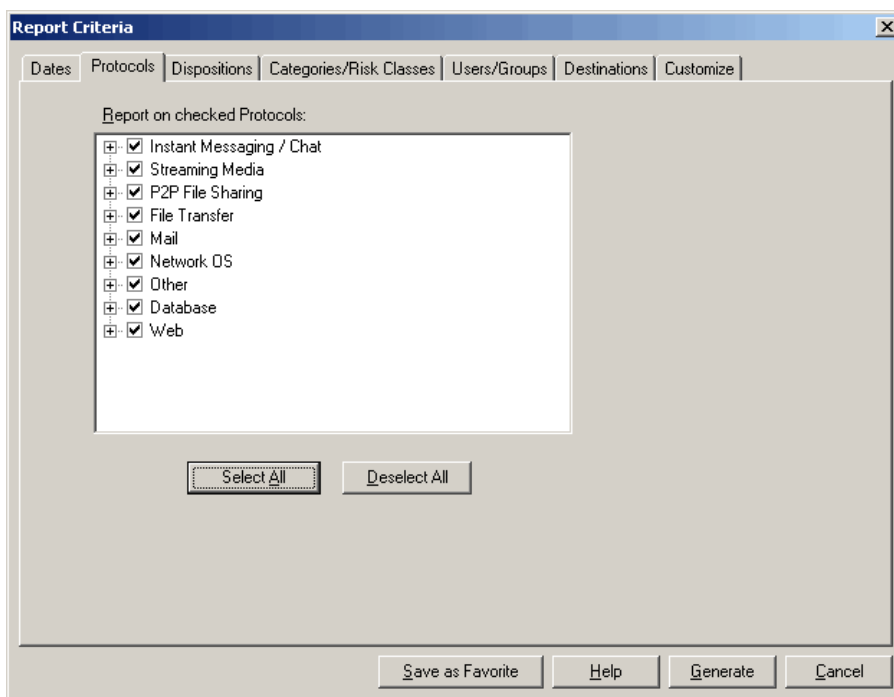 Report Criteria
Dates Protocols Dispositions Categories/Risk Classes Users/Groups Destinations Customize
Report on checked Protocols:
Instant Messaging / Chat
Streaming Media
P2P File Sharing
File Transfer
Mail
Network OS
Other
Database
Web
Select All Deselect All
Save as Favorite Help Generate Cancel